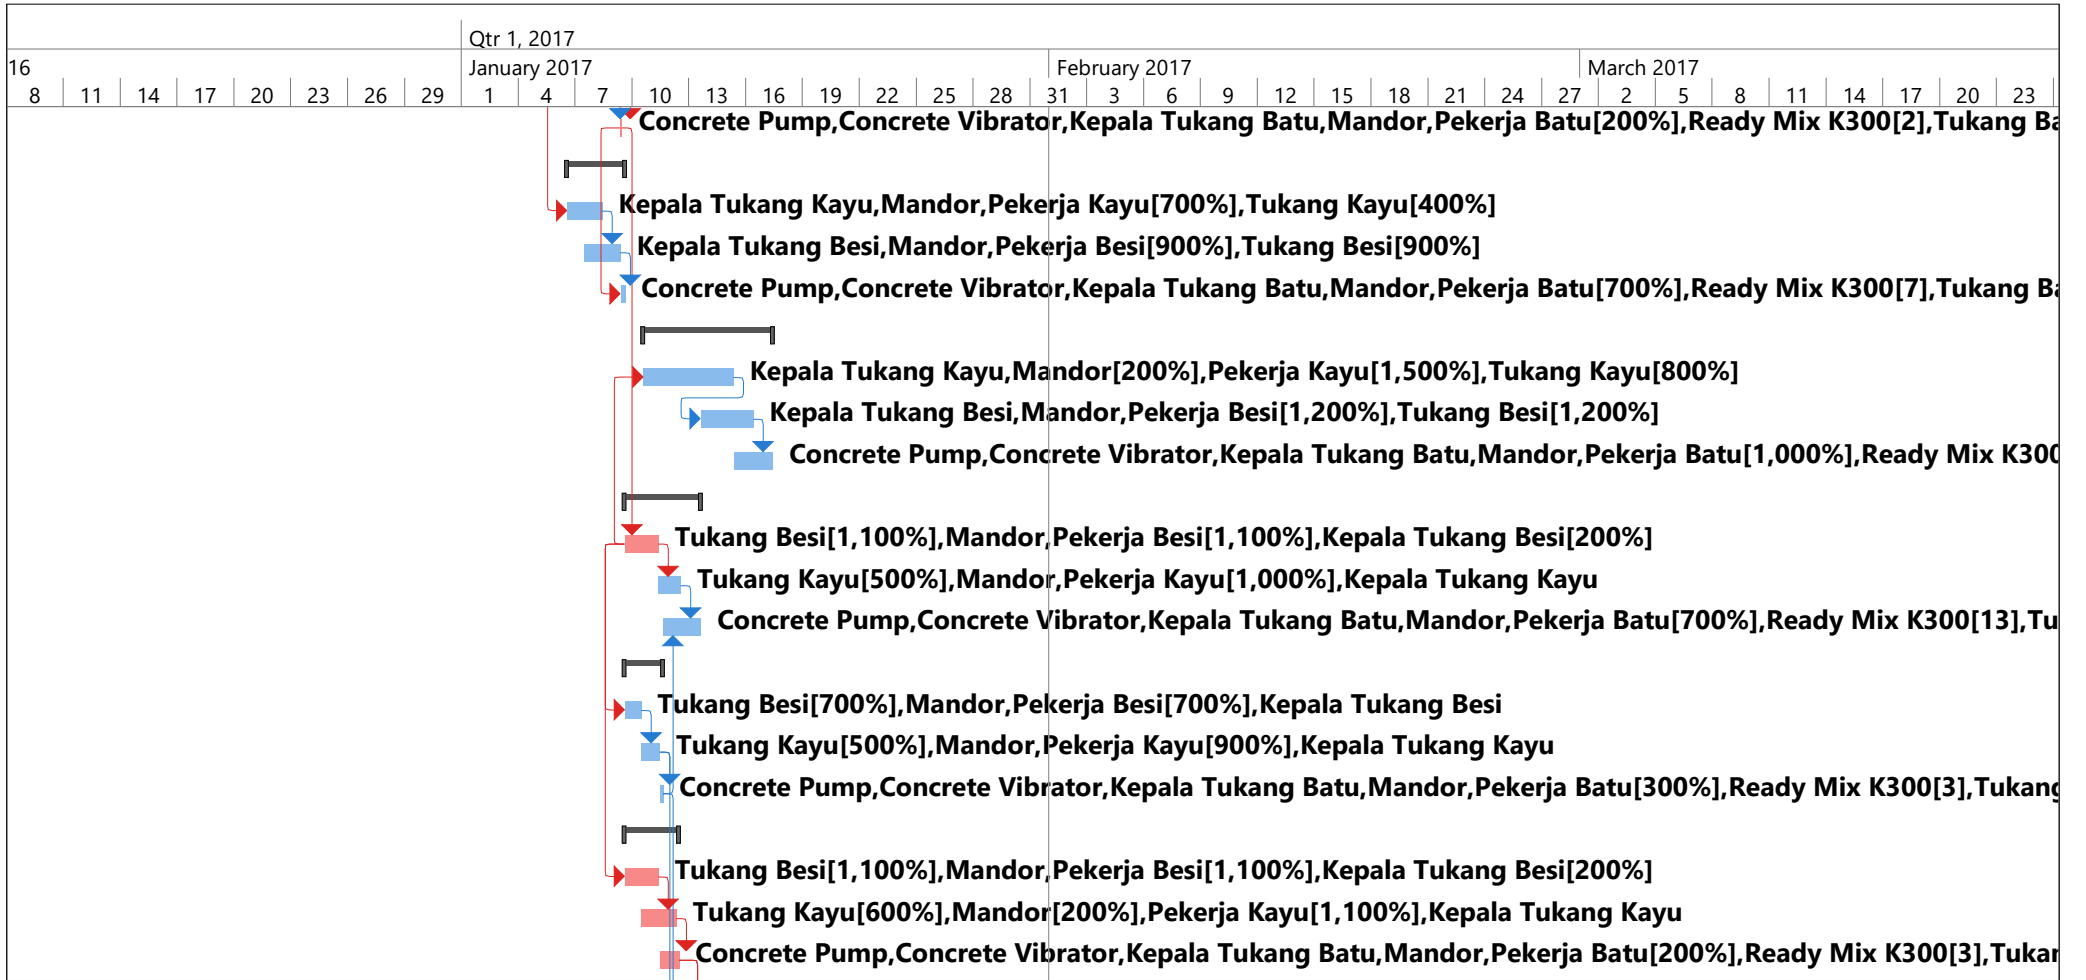 Qtr 1, 2017
16 January 2017 February 2017 March 2017
8 11 14 17 20 23 26 29 1 4 7 10 13 16 19 22 25 28 31 3 6 9 12 15 18 21 24 27 2 5 8 11 14 17 20 23
Concrete Pump,Concrete Vibrator,Kepala Tukang Batu,Mandor,Pekerja Batu[200%],Ready Mix K300[2],Tukang Ba
Kepala Tukang Kayu,Mandor,Pekerja Kayu[700%],Tukang Kayu[400%]
Kepala Tukang Besi,Mandor,Pekerja Besi[900%],Tukang Besi[900%]
Concrete Pump,Concrete Vibrator,Kepala Tukang Batu,Mandor,Pekerja Batu[700%],Ready Mix K300[7],Tukang Ba
Kepala Tukang Kayu,Mandor[200%],Pekerja Kayu[1,500%],Tukang Kayu[800%]
Kepala Tukang Besi,Mandor,Pekerja Besi[1,200%],Tukang Besi[1,200%]
Concrete Pump,Concrete Vibrator,Kepala Tukang Batu,Mandor,Pekerja Batu[1,000%],Ready Mix K300
Tukang Besi[1,100%],Mandor,Pekerja Besi[1,100%],Kepala Tukang Besi[200%]
Tukang Kayu[500%],Mandor,Pekerja Kayu[1,000%],Kepala Tukang Kayu
Concrete Pump,Concrete Vibrator,Kepala Tukang Batu,Mandor,Pekerja Batu[700%],Ready Mix K300[13],Tu
Tukang Besi[700%],Mandor,Pekerja Besi[700%],Kepala Tukang Besi
Tukang Kayu[500%],Mandor,Pekerja Kayu[900%],Kepala Tukang Kayu
Concrete Pump,Concrete Vibrator,Kepala Tukang Batu,Mandor,Pekerja Batu[300%],Ready Mix K300[3],Tukang
Tukang Besi[1,100%],Mandor,Pekerja Besi[1,100%],Kepala Tukang Besi[200%]
Tukang Kayu[600%],Mandor[200%],Pekerja Kayu[1,100%],Kepala Tukang Kayu
Concrete Pump,Concrete Vibrator,Kepala Tukang Batu,Mandor,Pekerja Batu[200%],Ready Mix K300[3],Tukar